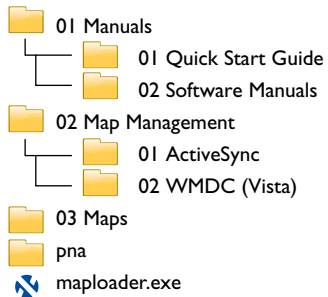 01 Manuals
01 Quick Start Guide
02 Software Manuals
02 Map Management
01 ActiveSync
02 WMDC (Vista)
03 Maps
pna
maploader.exe